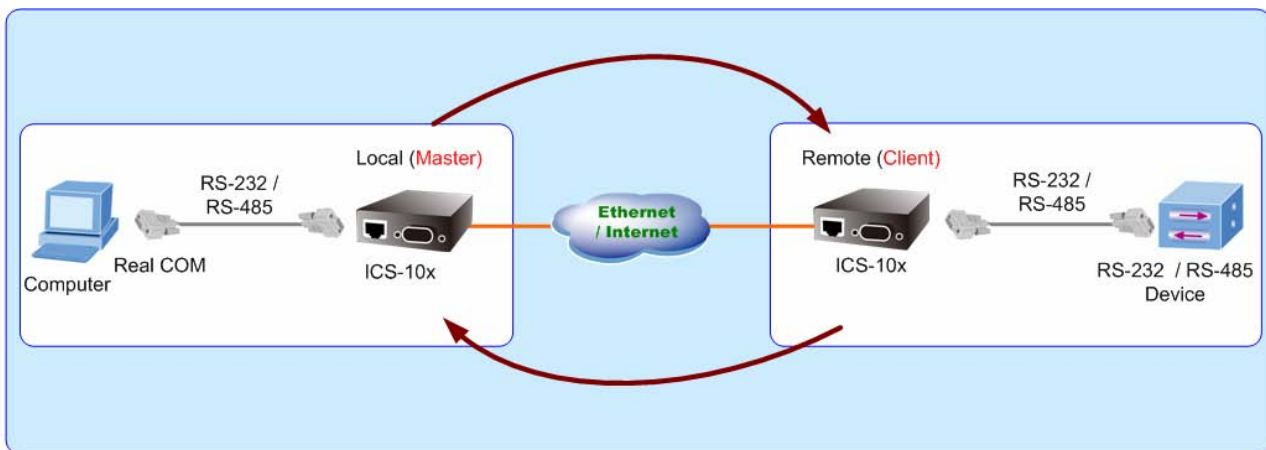 Local (Master)
RS-232 /
RS-485
Real COM
Computer
ICS-10x
Ethernet
/ Internet
Remote (Client)
RS-232 /
RS-485
ICS-10x
RS-232 / RS-485
Device